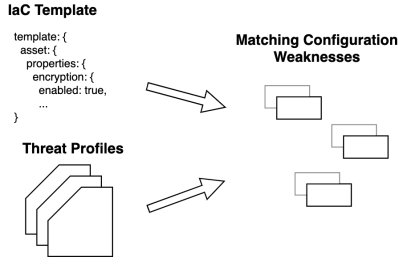 IaC Template
template: {
asset: {
properties: {
encryption: {
enabled: true,
...
}
Threat Profiles
Matching Configuration
Weaknesses